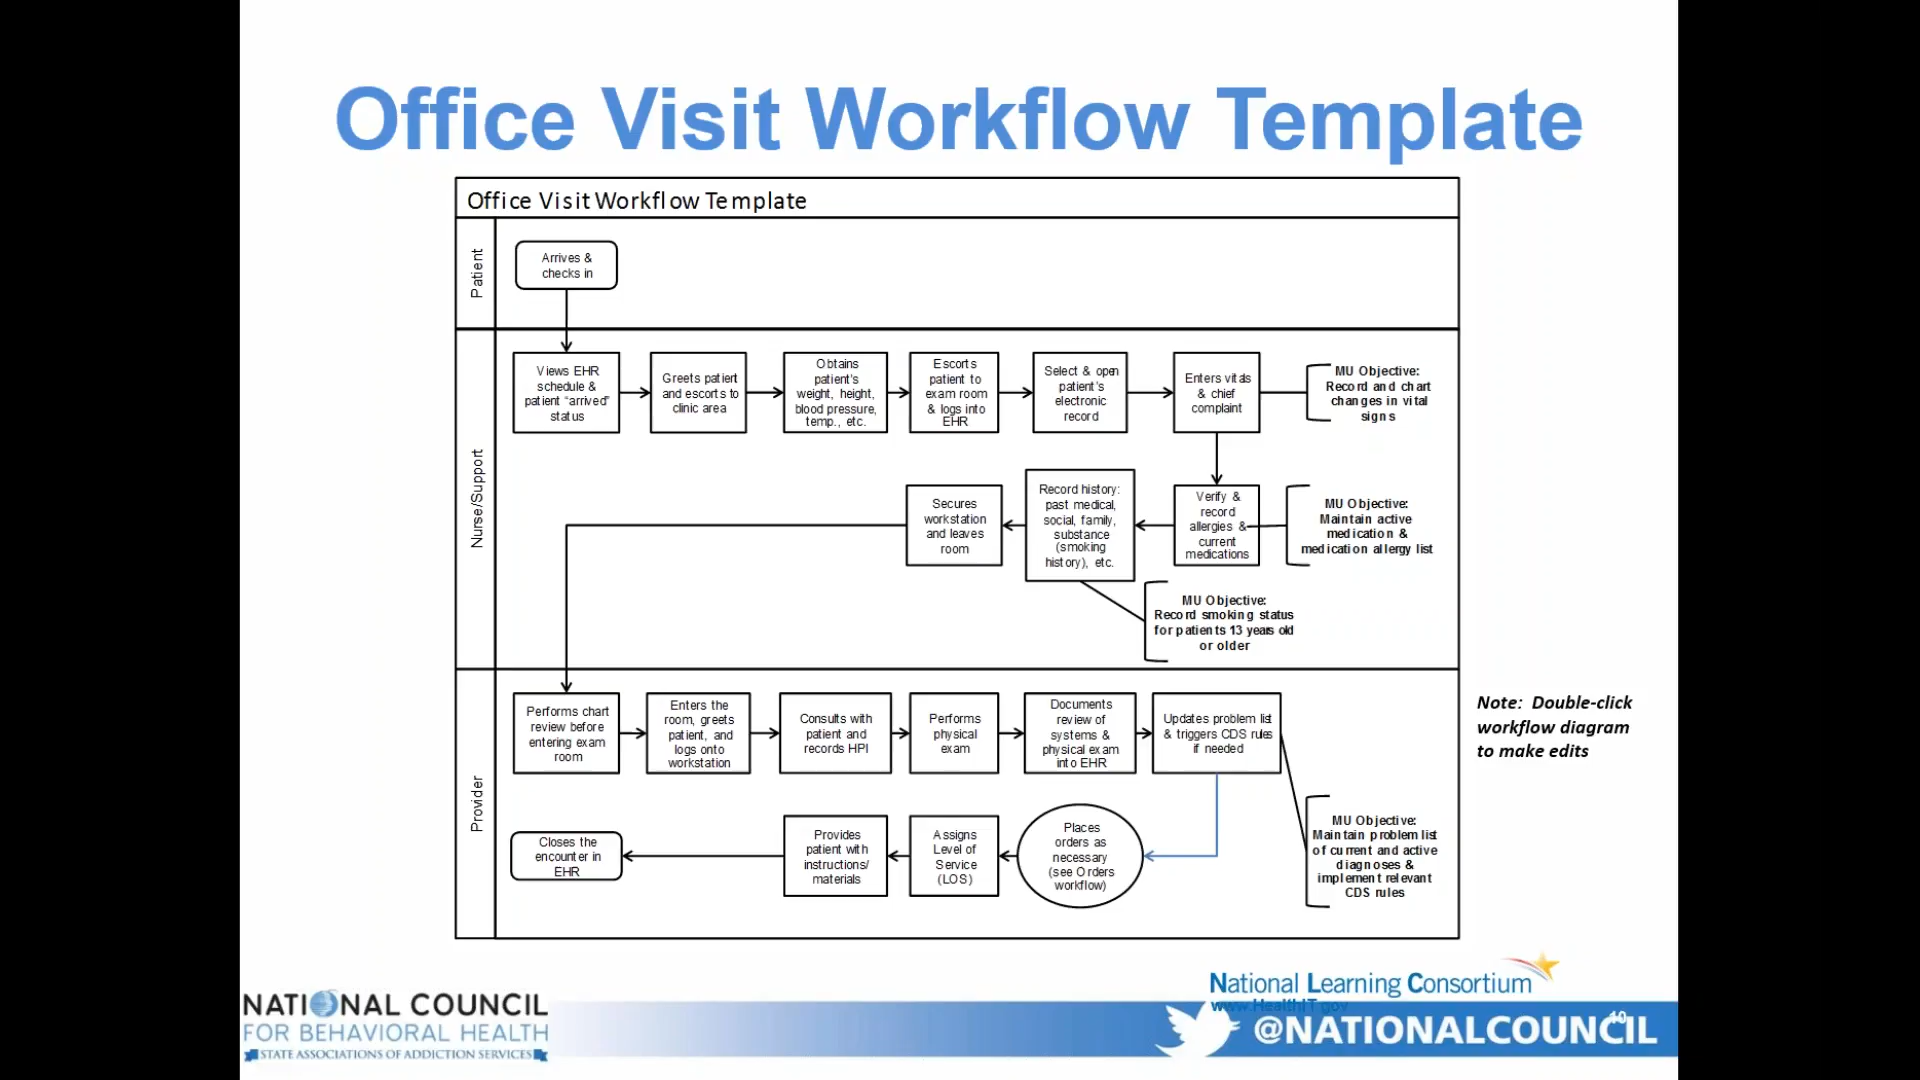 Office Visit Workflow Template
Office Visit Workflow Template
Patient
Arrives &
checks in
Nurse/Support
Views EHR
schedule &
patient “arrived”
status
Greets patient
and escorts to
clinic area
Obtains
patient’s
weight, height,
blood pressure,
temp., etc.
Escorts
patient to
exam room
& logs into
EHR
Select & open
patient’s
electronic
record
Enters vitals
& chief
complaint
MU Objective:
Record and chart
changes in vital
signs
Secures
workstation
and leaves
room
Record history:
past medical,
social, family,
substance
(smoking
history), etc.
Verify &
record
allergies &
current
medications
MU Objective:
Maintain active
medication &
medication allergy list
MU Objective:
Record smoking status
for patients 13 years old
or older
Provider
Performs chart
review before
entering exam
room
Enters the
room, greets
patient, and
logs onto
workstation
Consults with
patient and
records HPI
Performs
physical
exam
Documents
review of
systems &
physical exam
into EHR
Updates problem list
& triggers CDS rules
if needed
Note: Double-click
workflow diagram
to make edits
Closes the
encounter in
EHR
Provides
patient with
instructions/
materials
Assigns
Level of
Service
(LOS)
Places
orders as
necessary
(see Orders
workflow)
MU Objective:
Maintain problem list
of current and active
diagnoses &
implement relevant
CDS rules
National Learning Consortium
www.HealthIT.gov
NATIONAL COUNCIL
FOR BEHAVIORAL HEALTH
STATE ASSOCIATIONS OF ADDICTION SERVICES
@NATIONALCOUNCIL
10